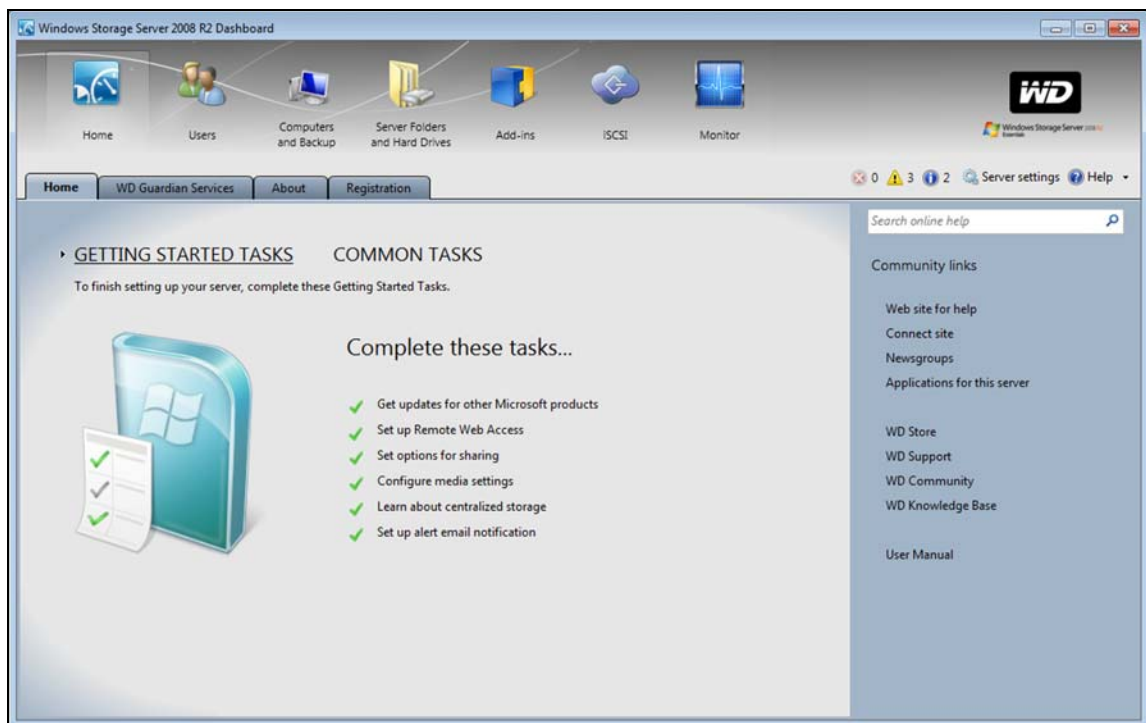 Windows Storage Server 2008 R2 Dashboard
Home
Users
Computers
and Backup
Server Folders
and Hard Drives
Add-ins
iSCSI
Monitor
WD
Windows Storage Server 2008 R2
Essentials
Home
WD Guardian Services
About
Registration
0 3 2 Server settings Help
GETTING STARTED TASKS
COMMON TASKS
To finish setting up your server, complete these Getting Started Tasks.
Complete these tasks...
Get updates for other Microsoft products
Set up Remote Web Access
Set options for sharing
Configure media settings
Learn about centralized storage
Set up alert email notification
Search online help
Community links
Web site for help
Connect site
Newsgroups
Applications for this server
WD Store
WD Support
WD Community
WD Knowledge Base
User Manual